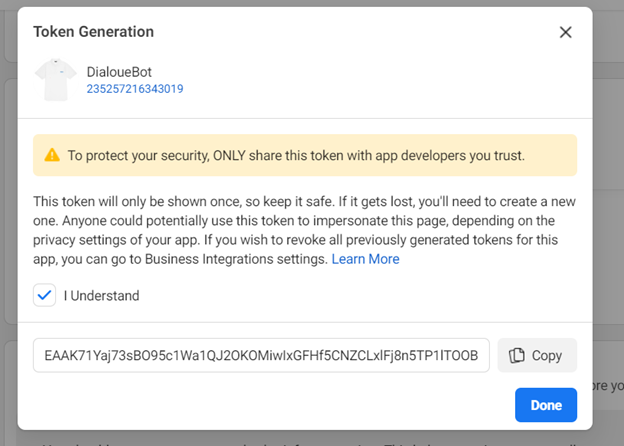 Token Generation
DialoueBot
235257216343019
To protect your security, ONLY share this token with app developers you trust.
This token will only be shown once, so keep it safe. If it gets lost, you'll need to create a new
one. Anyone could potentially use this token to impersonate this page, depending on the
privacy settings of your app. If you wish to revoke all previously generated tokens for this
app, you can go to Business Integrations settings. Learn More
I Understand
EAAK71Yaj73sBO95c1Wa1QJ2OKOMiwIxGFHf5CNZCLxlFj8n5TP1lTOOB
Copy
Done